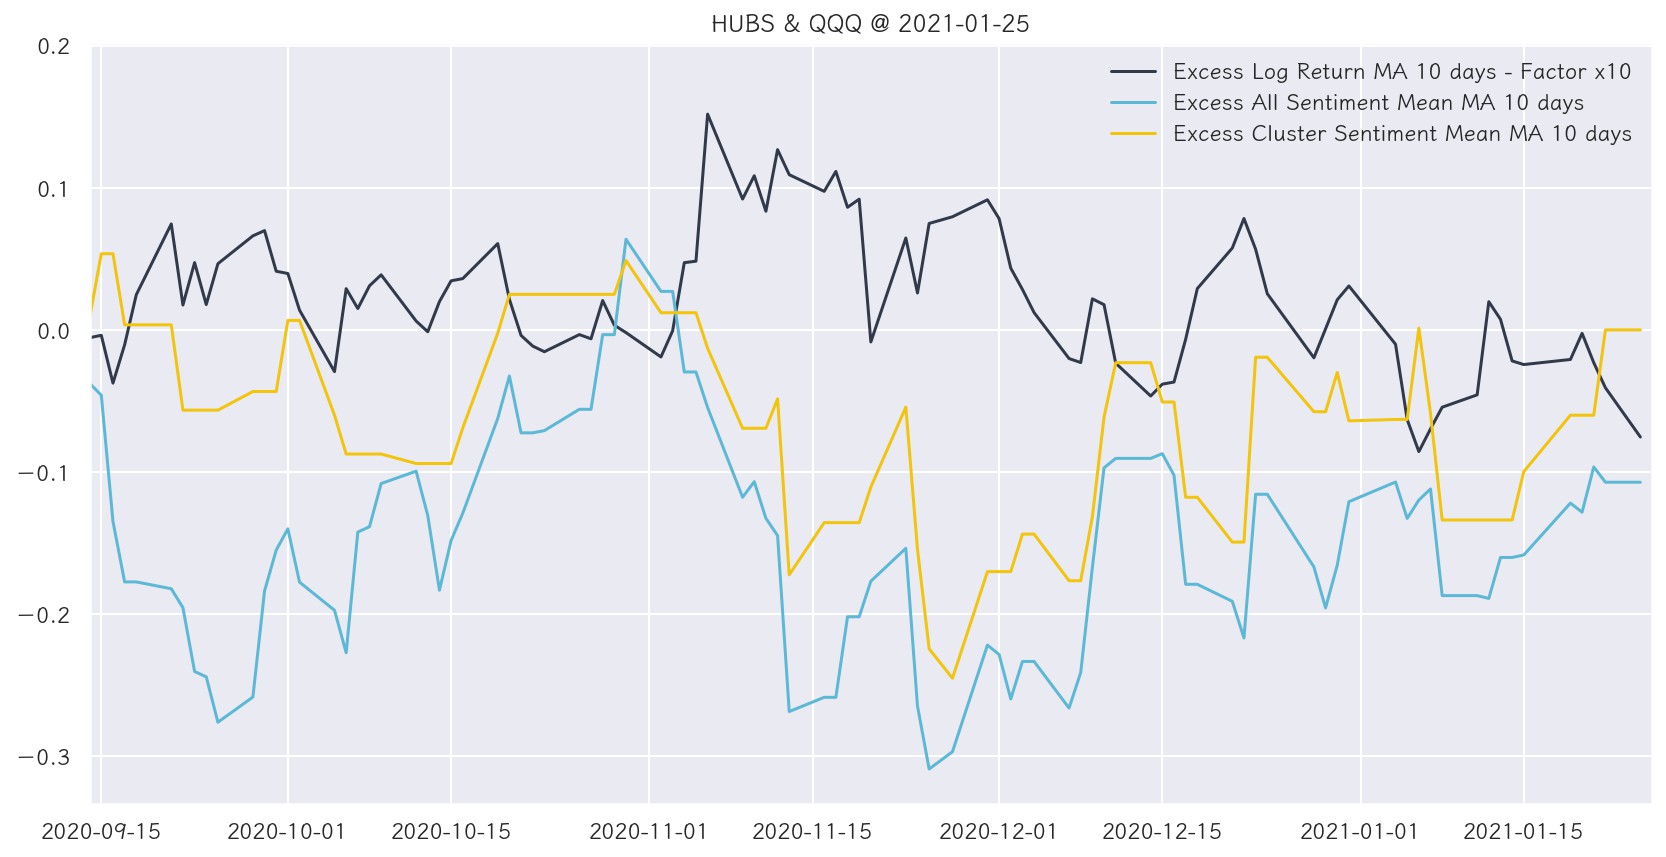 HUBS & QQQ @ 2021-01-25
Excess Log Return MA 10 days - Factor x10
Excess All Sentiment Mean MA 10 days
Excess Cluster Sentiment Mean MA 10 days
0.2
0.1
0.0
−0.1
−0.2
−0.3
2020-09-15 2020-10-01 2020-10-15 2020-11-01 2020-11-15 2020-12-01 2020-12-15 2021-01-01 2021-01-15